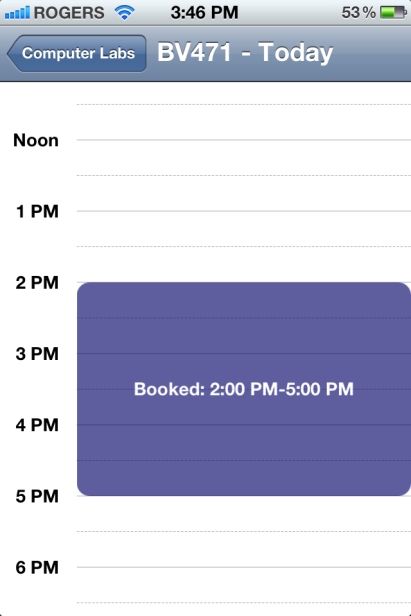 ROGERS 3:46 PM 53%
Computer Labs BV471 - Today
Noon
1 PM
2 PM
3 PM
Booked: 2:00 PM-5:00 PM
4 PM
5 PM
6 PM